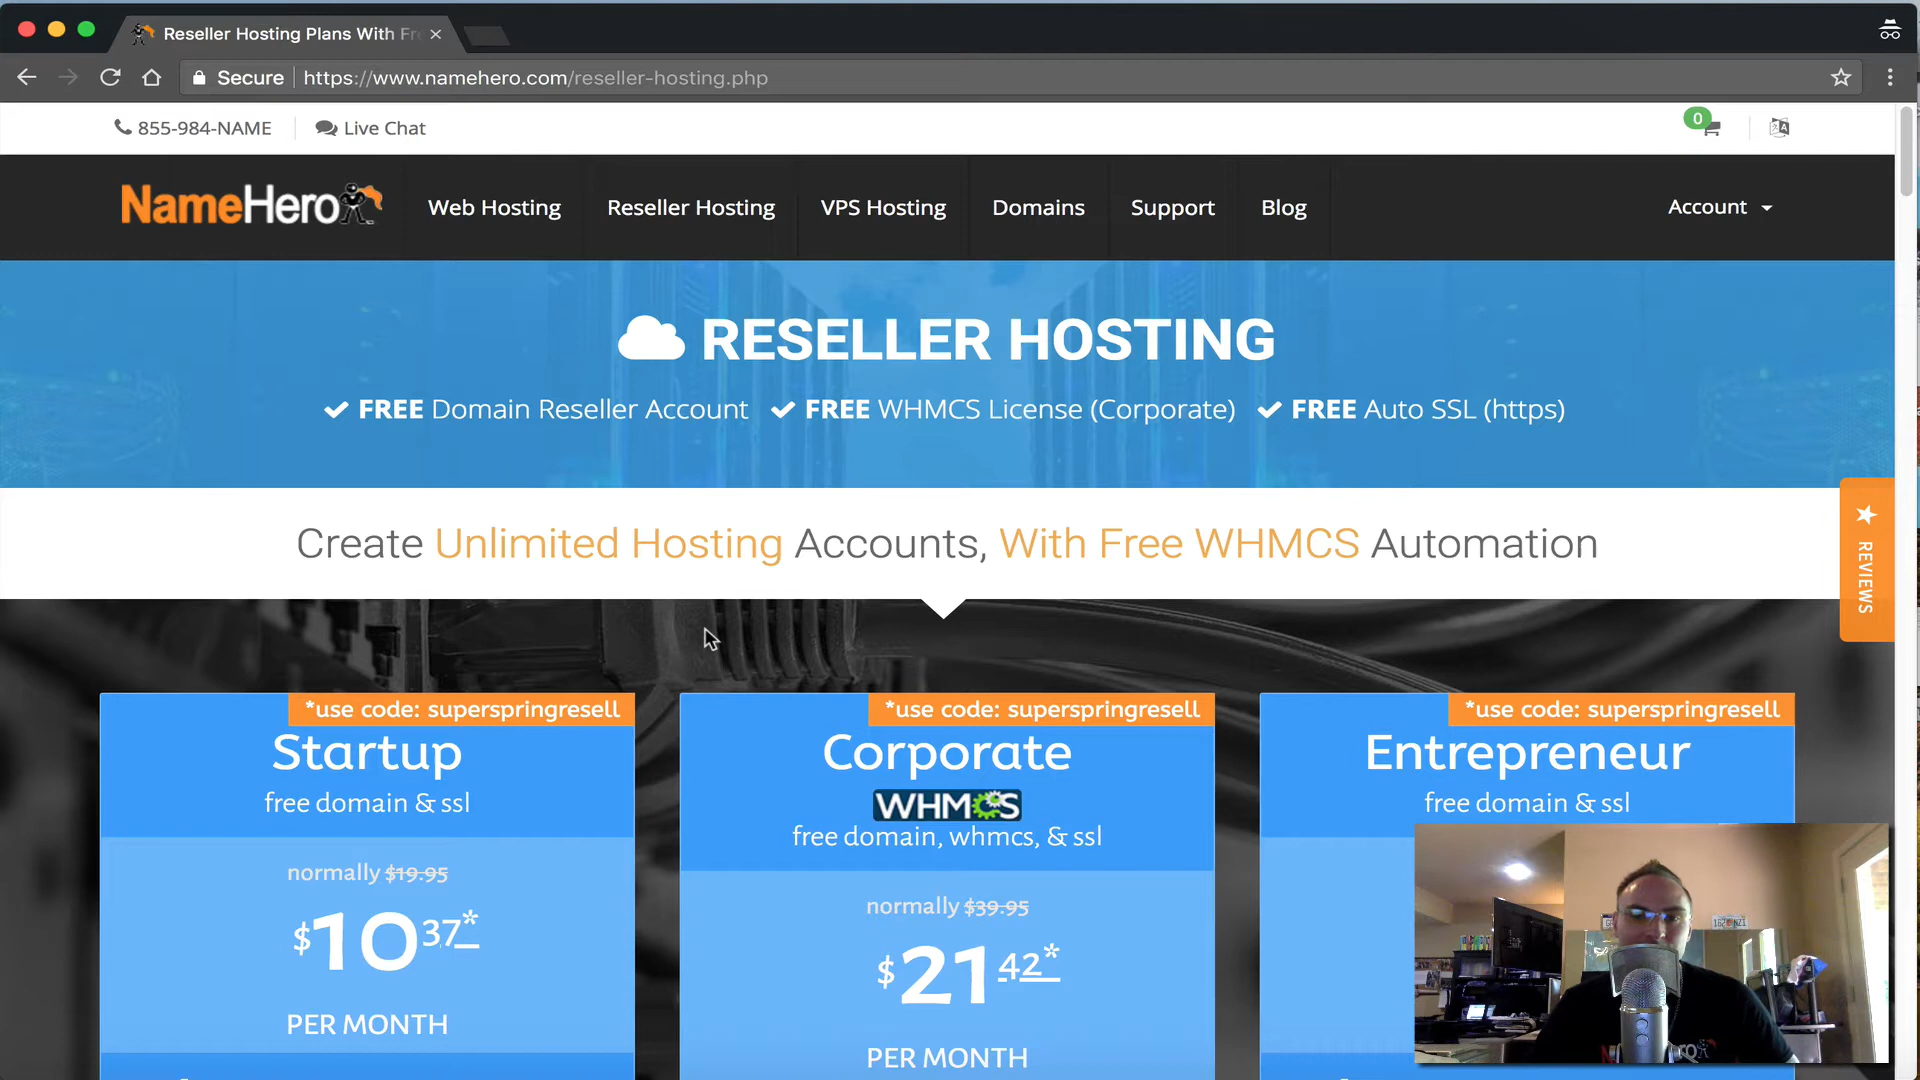 Reseller Hosting Plans With Fr
Secure https://www.namehero.com/reseller-hosting.php
855-984-NAME Live Chat 0
NameHero Web Hosting Reseller Hosting VPS Hosting Domains Support Blog Account
RESELLER HOSTING
FREE Domain Reseller Account FREE WHMCS License (Corporate) FREE Auto SSL (https)
Create Unlimited Hosting Accounts, With Free WHMCS Automation
REVIEWS
*use code: superspringresell
Startup
free domain & ssl
normally $19.95
$10 37*
PER MONTH
*use code: superspringresell
Corporate
WHMCS
free domain, whmcs, & ssl
normally $39.95
$21 42*
PER MONTH
*use code: superspringresell
Entrepreneur
free domain & ssl